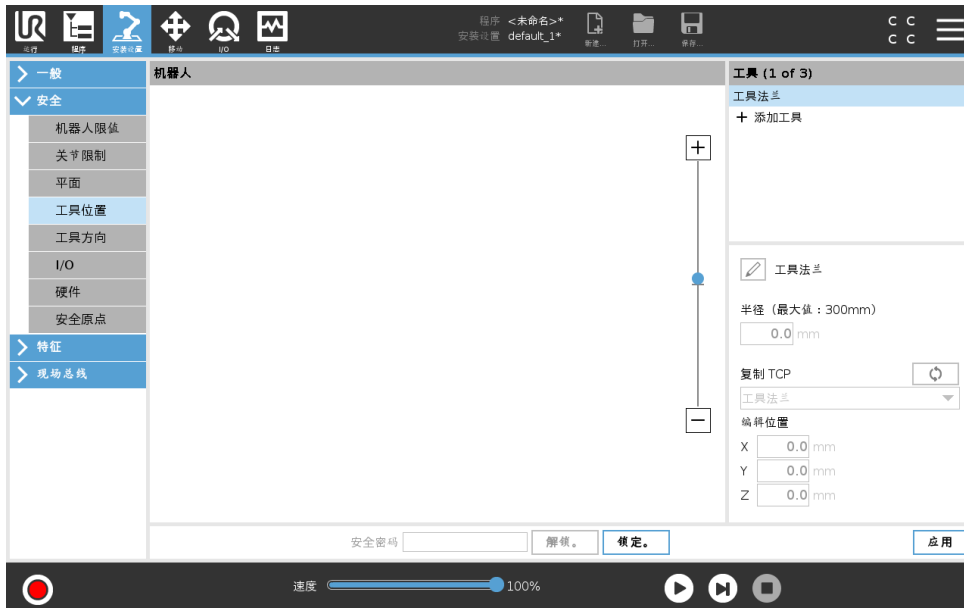 程序 <未命名>*
安装设置 default_1*
新建...
打开...
保存...
C C
C C
运行
程序
安装设置
移动
I/O
日志
一般
安全
机器人限值
关节限制
平面
工具位置
工具方向
I/O
硬件
安全原点
特征
现场总线
机器人
工具 (1 of 3)
工具法兰
添加工具
工具法兰
半径（最大值：300mm）
0.0 mm
复制 TCP
工具法兰
编辑位置
X 0.0 mm
Y 0.0 mm
Z 0.0 mm
安全密码
解锁。
锁定。
应用
速度
100%